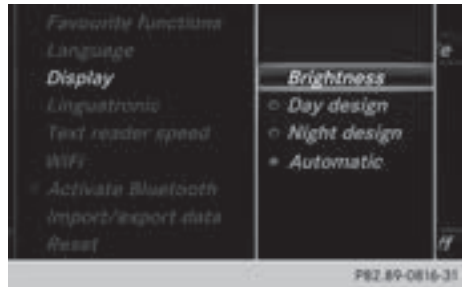 Favourite functions
Language
Display
Linguatronic
Text reader speed
WiFi
Activate Bluetooth
Import/export data
Reset
Brightness
Day design
Night design
Automatic
e
ff
P82.89-0816-31